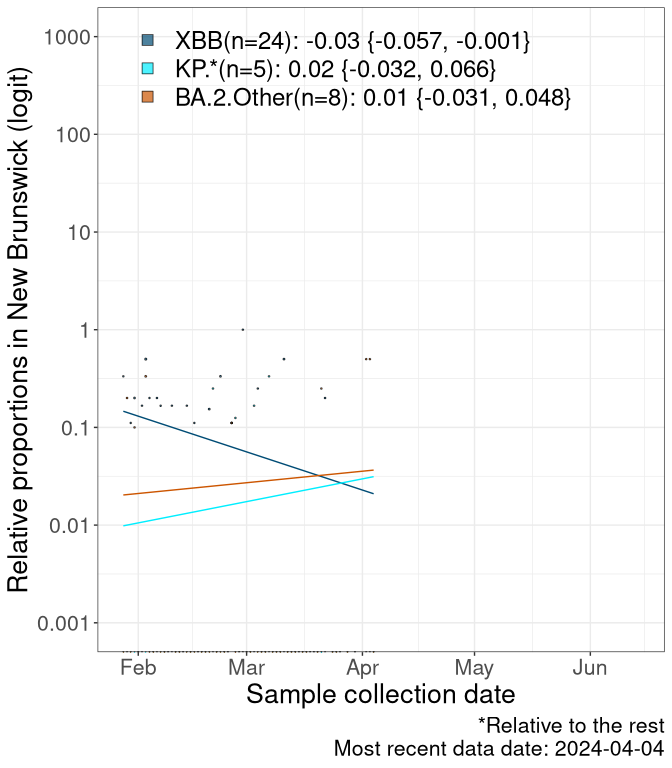 XBB(n=24): -0.03 {-0.057, -0.001}
KP.*(n=5): 0.02 {-0.032, 0.066}
BA.2.Other(n=8): 0.01 {-0.031, 0.048}
Relative proportions in New Brunswick (logit)
1000
100
10
1
0.1
0.01
0.001
Feb Mar Apr May Jun
Sample collection date
*Relative to the rest
Most recent data date: 2024-04-04